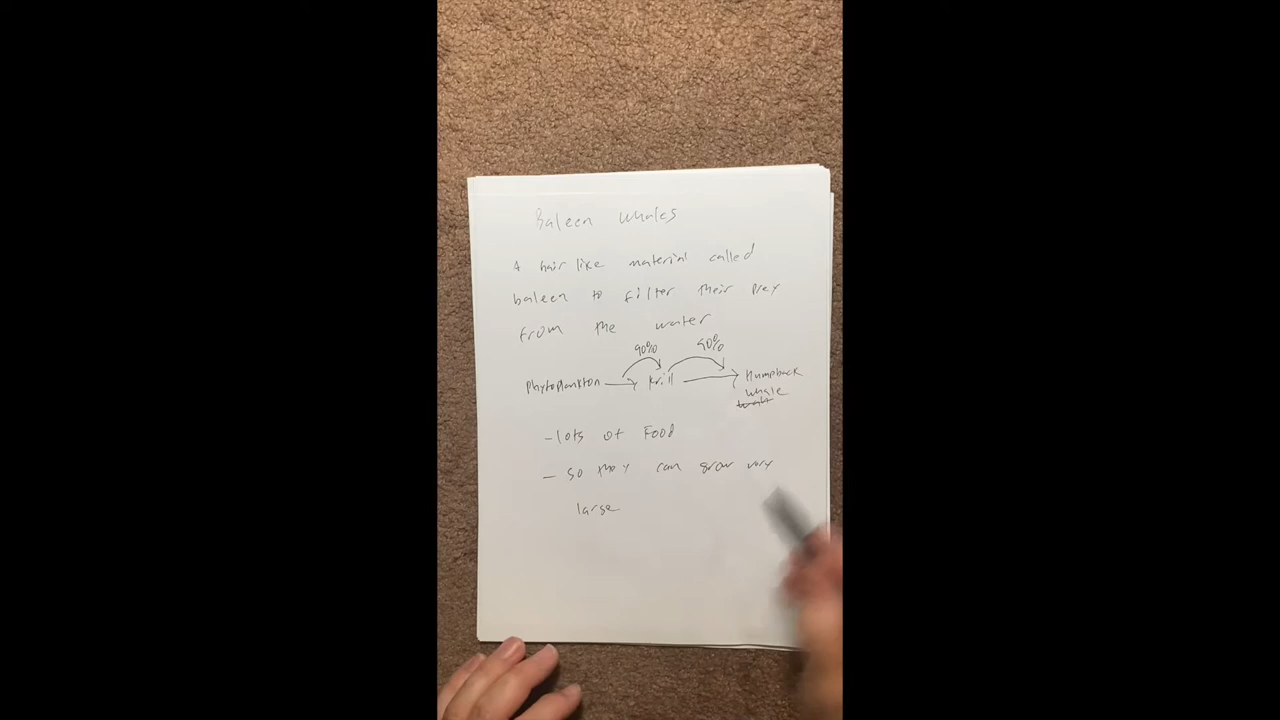 Baleen Whales
A hair like material called
baleen to filter their prey
from the water
90% 90%
Phytoplankton → Krill → Humpback
whale
- lots of Food
- so they can grow very
large